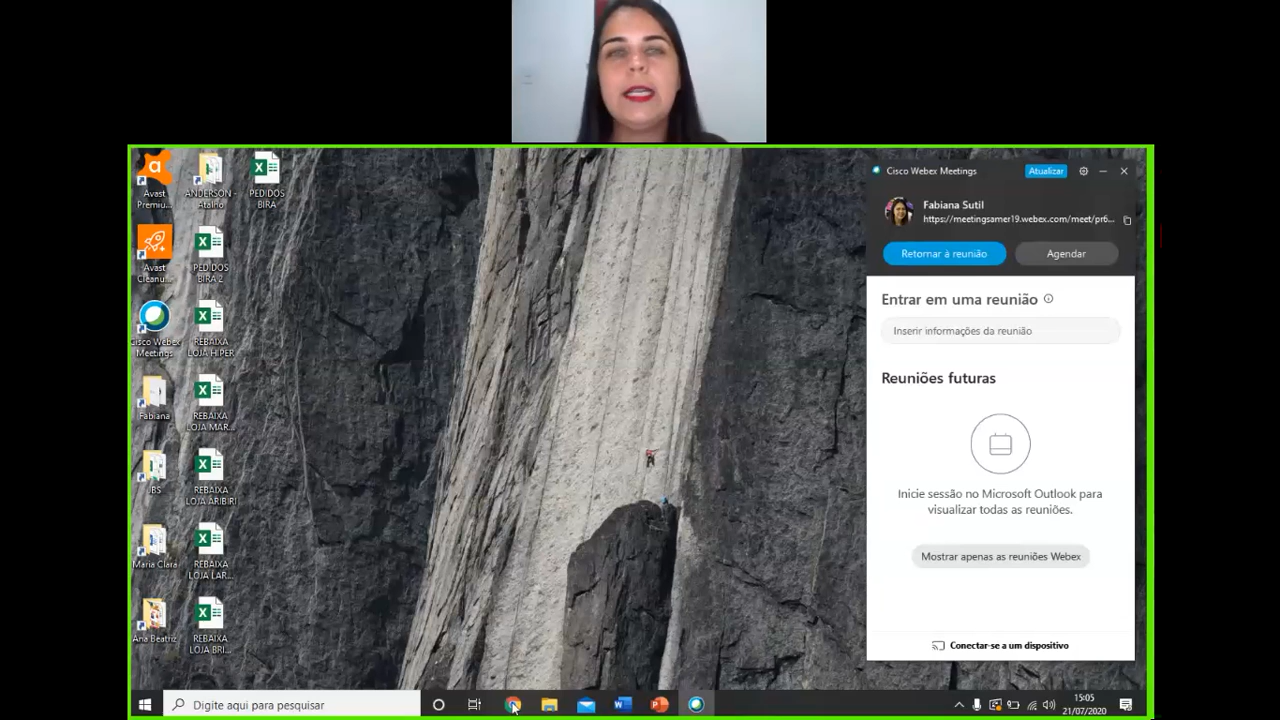 Avast
Premiu...
ANDERSON -
Atalho
PEDIDOS
BIRA
Avast
Cleanu...
PEDIDOS
BIRA 2
Cisco Webex
Meetings
REBAIXA
LOJA HIPER
Fabiana
REBAIXA
LOJA MAR...
JBS
REBAIXA
LOJA ARIBIRI
Maria Clara
REBAIXA
LOJA LAR...
Ana Beatriz
REBAIXA
LOJA BRI...
Cisco Webex Meetings
Atualizar
Fabiana Sutil
https://meetingsamer19.webex.com/meet/pr6...
Retornar à reunião
Agendar
Entrar em uma reunião
Inserir informações da reunião
Reuniões futuras
Inicie sessão no Microsoft Outlook para
visualizar todas as reuniões.
Mostrar apenas as reuniões Webex
Conectar-se a um dispositivo
Digite aqui para pesquisar
15:05
21/07/2020